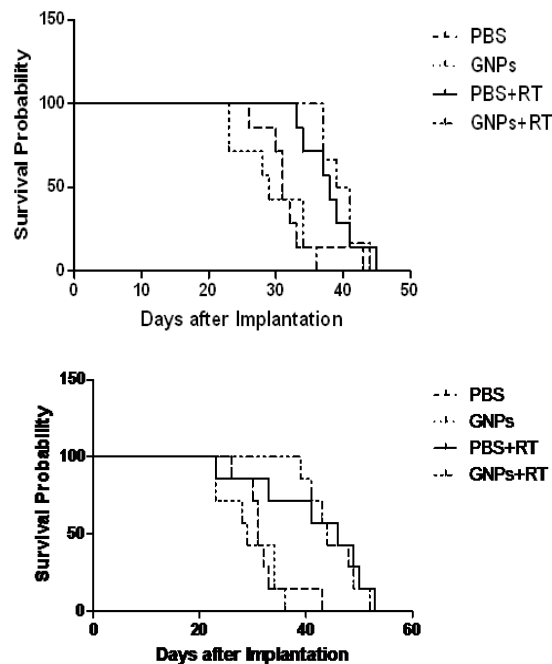 150
100
50
0
Survival Probability
0 10 20 30 40 50
Days after Implantation
PBS
GNPs
PBS+RT
GNPs+RT
150
100
50
0
Survival Probability
0 20 40 60
Days after Implantation
PBS
GNPs
PBS+RT
GNPs+RT